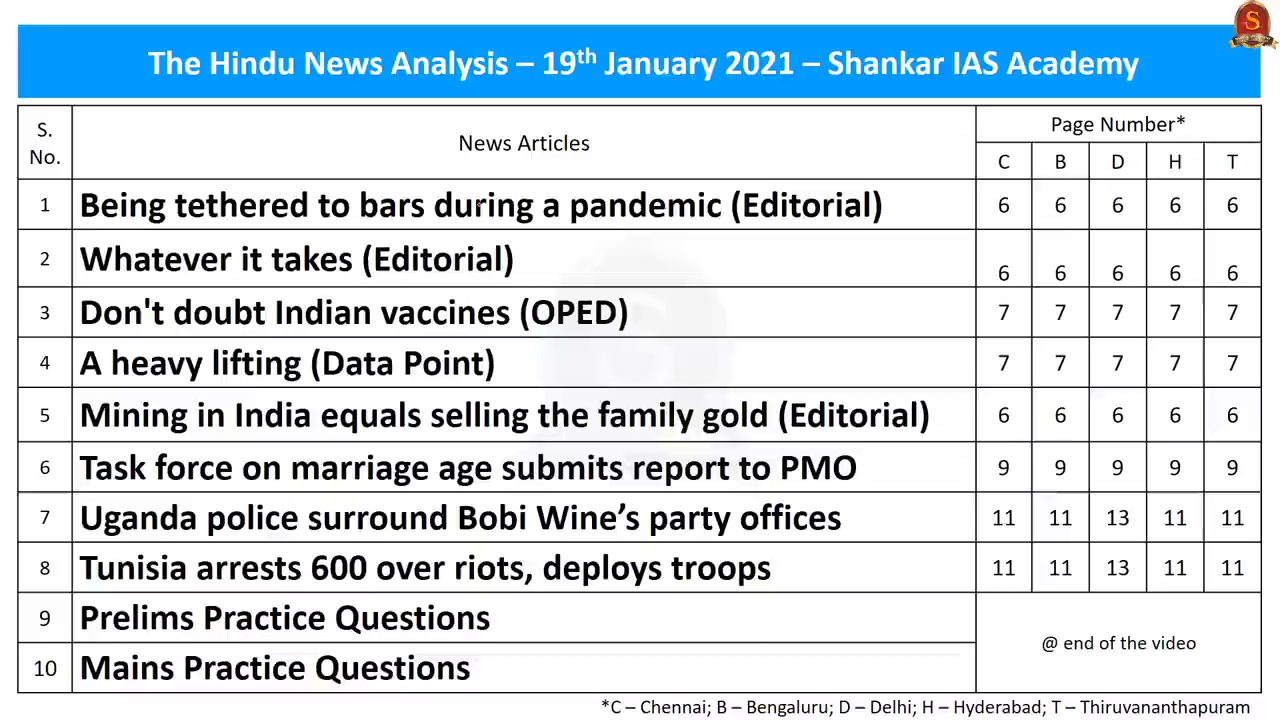 S
The Hindu News Analysis – 19th January 2021 – Shankar IAS Academy
S. No. News Articles Page Number*
C B D H T
1 Being tethered to bars during a pandemic (Editorial) 6 6 6 6 6
2 Whatever it takes (Editorial) 6 6 6 6 6
3 Don't doubt Indian vaccines (OPED) 7 7 7 7 7
4 A heavy lifting (Data Point) 7 7 7 7 7
5 Mining in India equals selling the family gold (Editorial) 6 6 6 6 6
6 Task force on marriage age submits report to PMO 9 9 9 9 9
7 Uganda police surround Bobi Wine’s party offices 11 11 13 11 11
8 Tunisia arrests 600 over riots, deploys troops 11 11 13 11 11
9 Prelims Practice Questions
@ end of the video
10 Mains Practice Questions
*C – Chennai; B – Bengaluru; D – Delhi; H – Hyderabad; T – Thiruvananthapuram